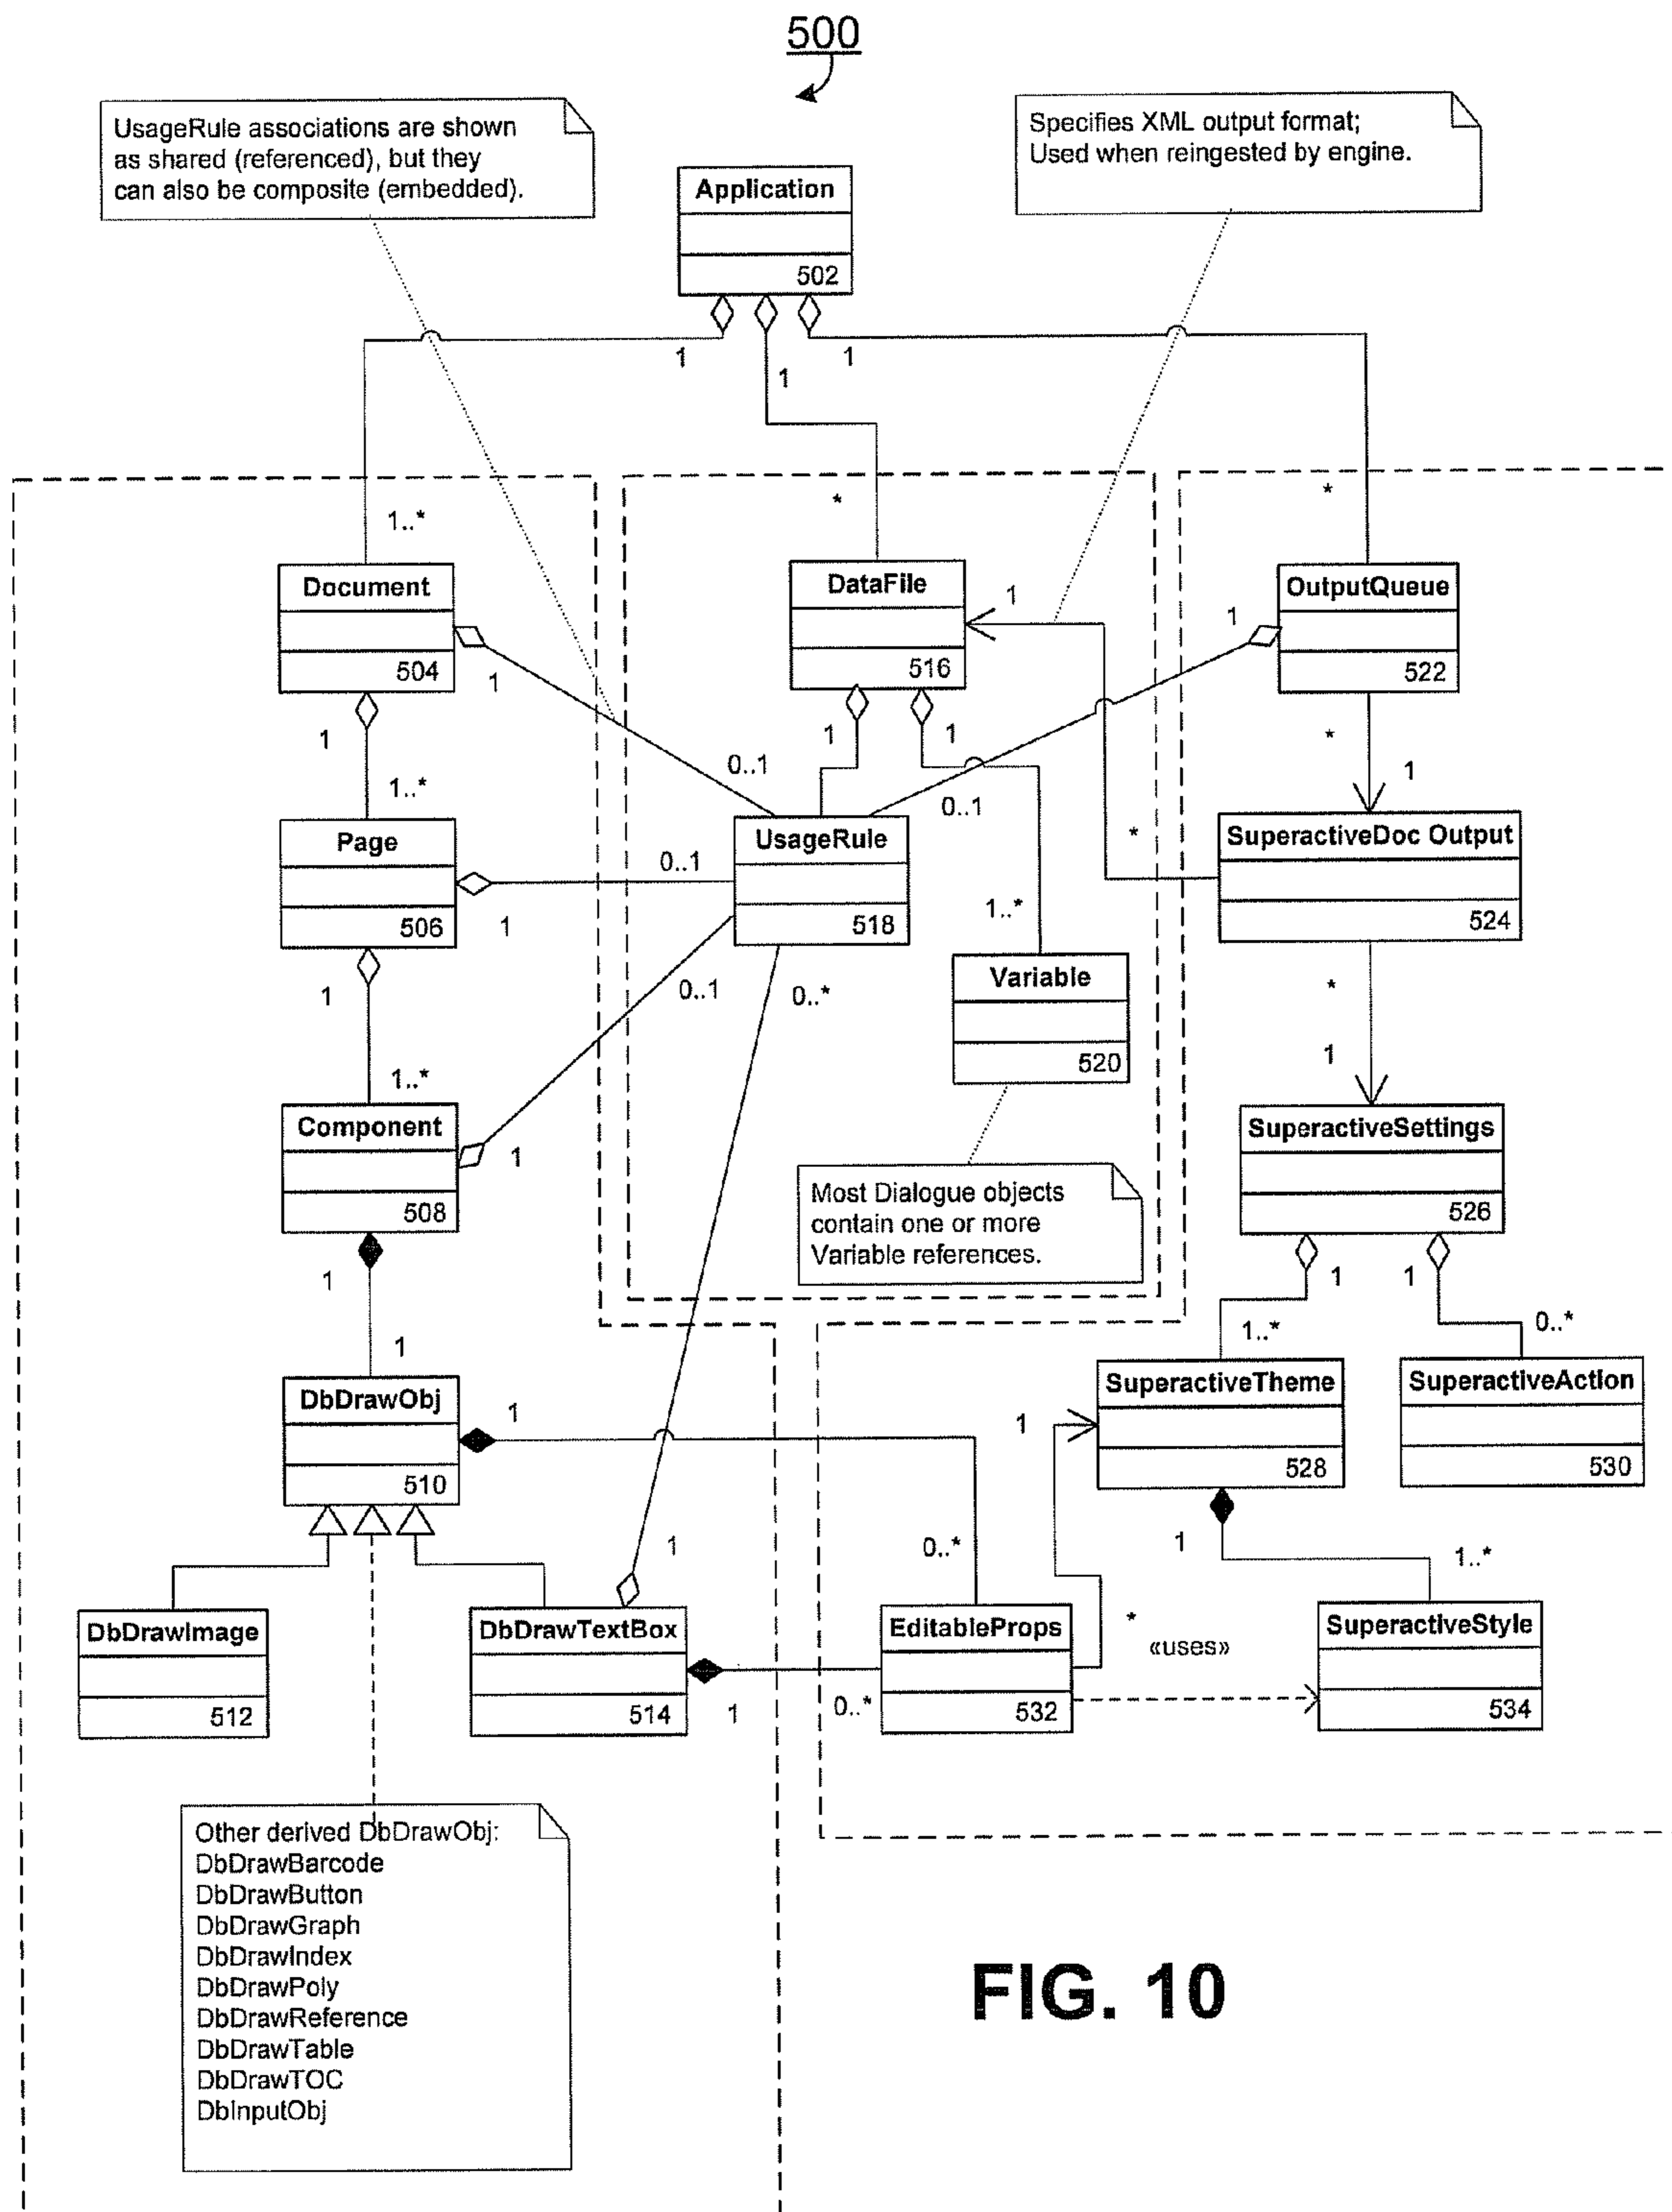 500
UsageRule associations are shown
as shared (referenced), but they
can also be composite (embedded).
Specifies XML output format;
Used when reingested by engine.
Application
502
1
1
1
1..*
*
*
Document
504
DataFile
516
OutputQueue
522
1
1
1
1
1..*
0..1
1
1
0..1
*
1
*
Page
506
UsageRule
518
SuperactiveDoc Output
524
0..1
1
1..*
1
0..1
0..*
Variable
520
*
1
1..*
Component
508
1
SuperactiveSettings
526
Most Dialogue objects
contain one or more
Variable references.
1
1
1
1
1..*
0..*
DbDrawObj
510
1
SuperactiveTheme
528
SuperactiveAction
530
1
1
0..*
1
1..*
DbDrawImage
512
DbDrawTextBox
514
EditableProps
532
SuperactiveStyle
534
*
«uses»
1
0..*
Other derived DbDrawObj:
DbDrawBarcode
DbDrawButton
DbDrawGraph
DbDrawIndex
DbDrawPoly
DbDrawReference
DbDrawTable
DbDrawTOC
DbInputObj
FIG. 10